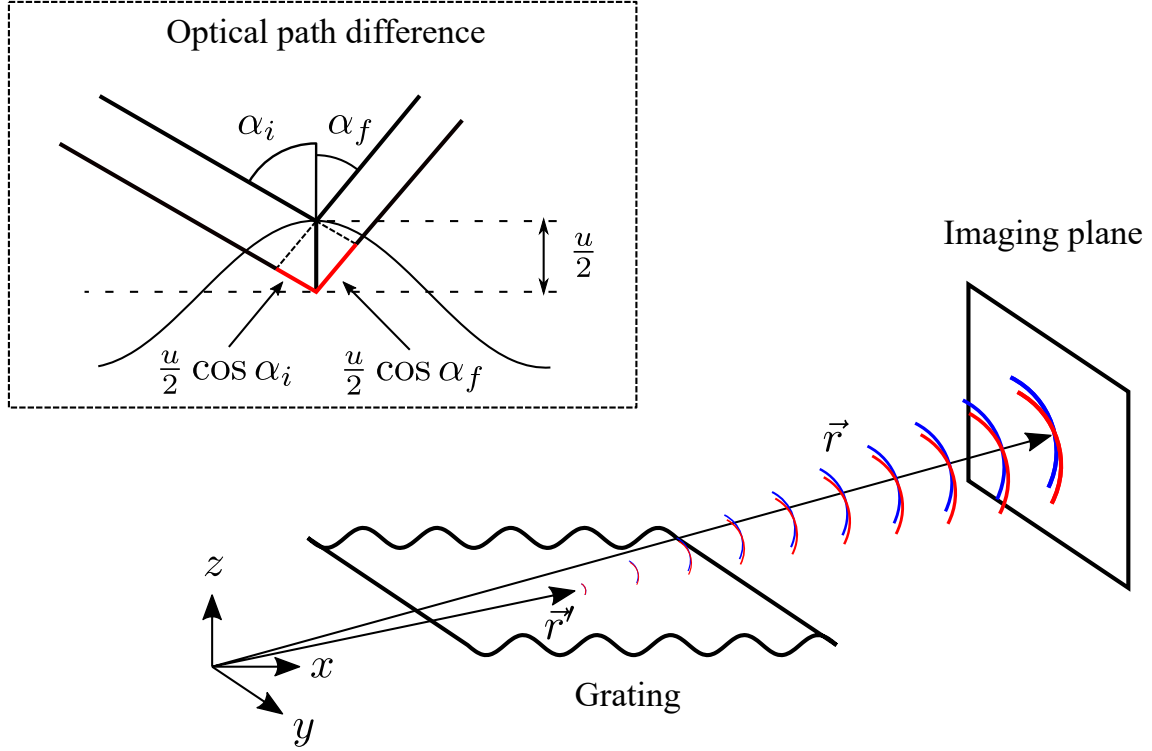 Optical path difference
α_i
α_f
u/2
u/2 cos α_i
u/2 cos α_f
Imaging plane
r⃗
z
x
y
r⃗′
Grating